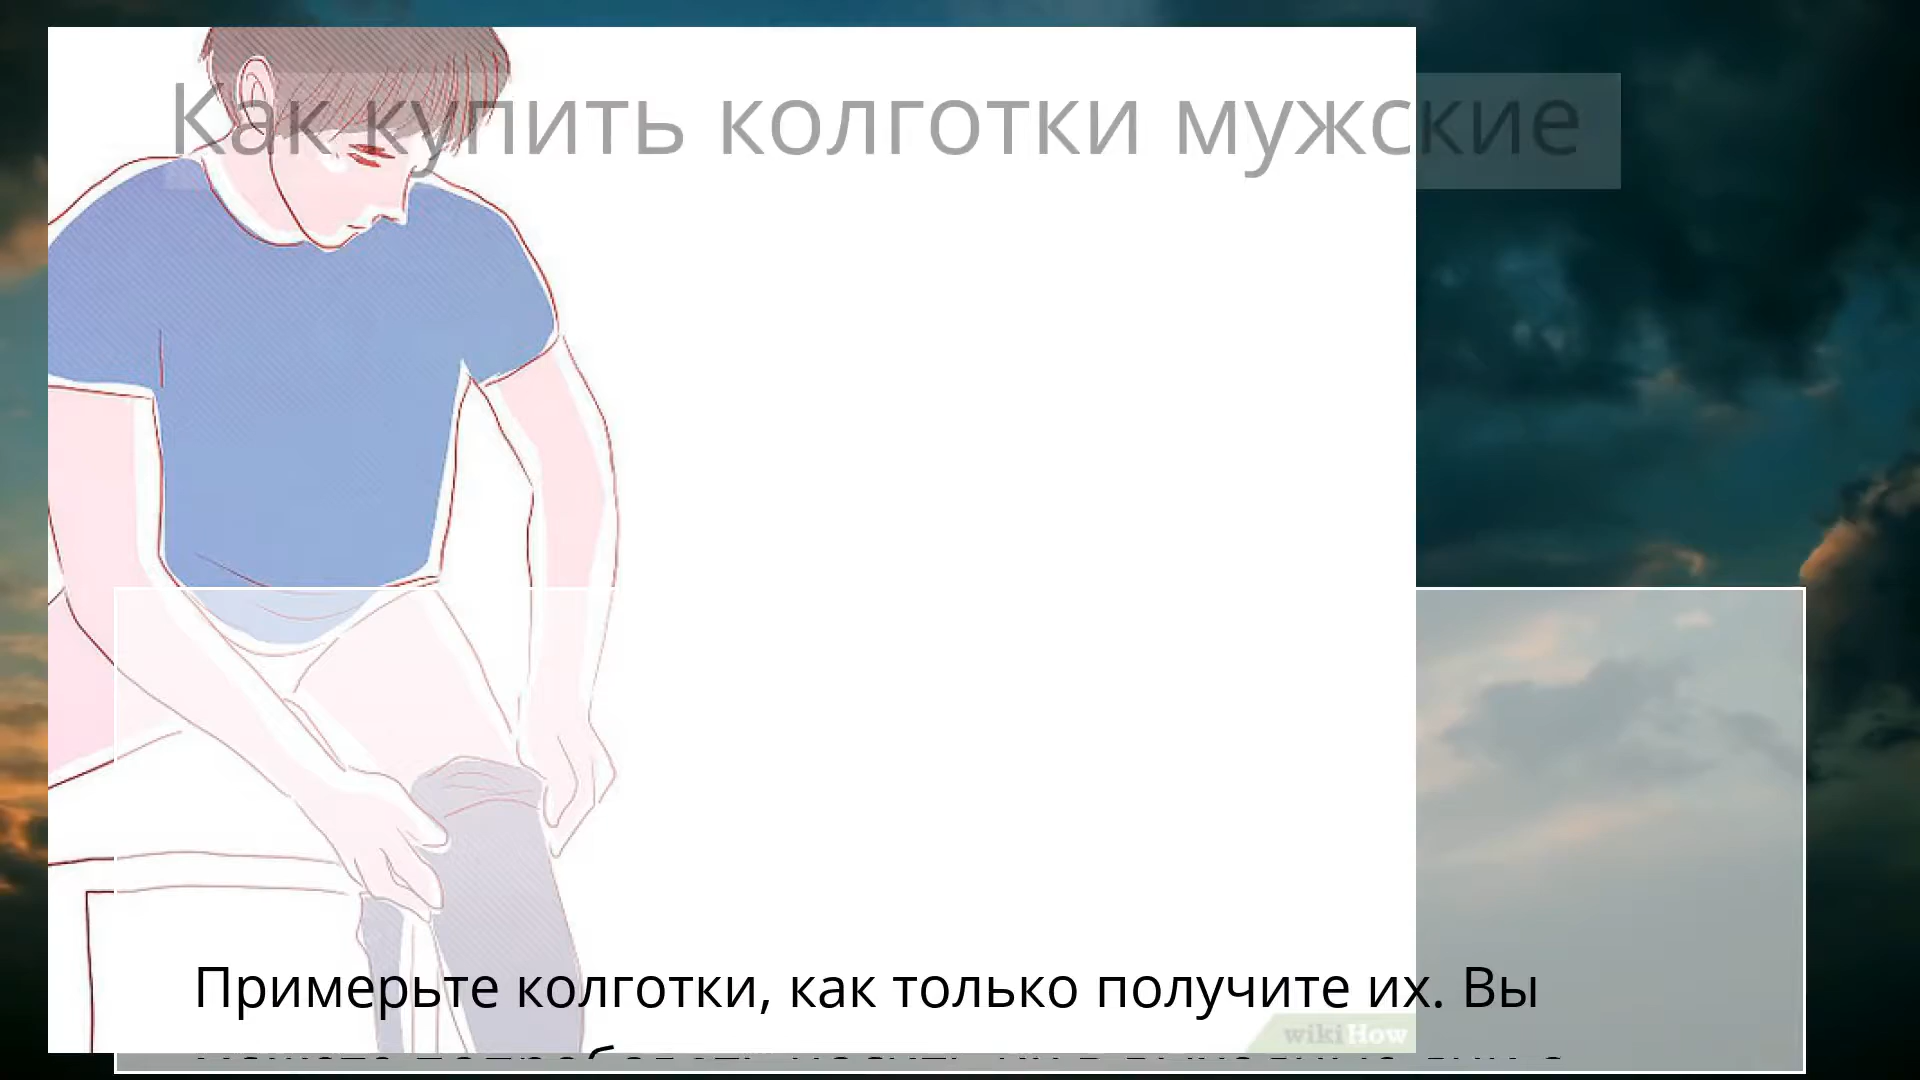 Как купить колготки мужские
Примерьте колготки, как только получите их. Вы
wikiHow